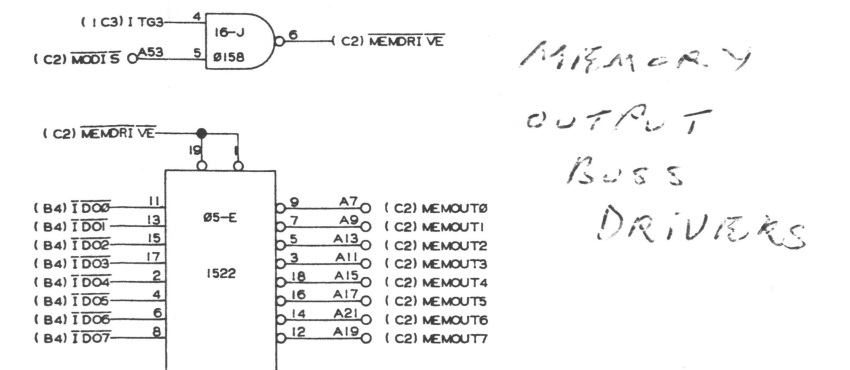 ( 1C3) ITG3 4
16-J
6 ( C2) MEMDRIVE
( C2) MODIS A53 5 Ø158
MEMORY
OUTPUT
BUSS
DRIVERS
( C2) MEMDRIVE
19 1
Ø5-E
1522
( B4) IDOØ 11 9 A7 ( C2) MEMOUTØ
( B4) IDO1 13 7 A9 ( C2) MEMOUT1
( B4) IDO2 15 5 A13 ( C2) MEMOUT2
( B4) IDO3 17 3 A11 ( C2) MEMOUT3
( B4) IDO4 2 18 A15 ( C2) MEMOUT4
( B4) IDO5 4 16 A17 ( C2) MEMOUT5
( B4) IDO6 6 14 A21 ( C2) MEMOUT6
( B4) IDO7 8 12 A19 ( C2) MEMOUT7